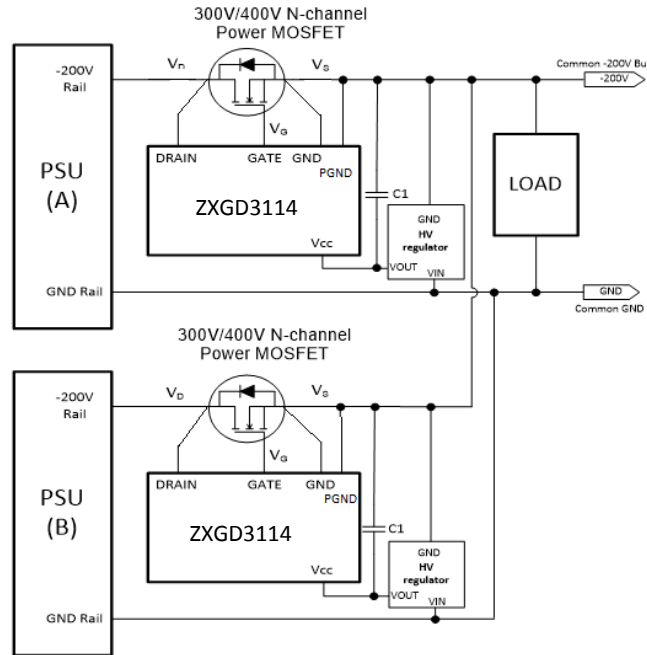 300V/400V N-channel
Power MOSFET
-200V
Rail
VD
VS
Common -200V Bu
-200V
VG
DRAIN
GATE
GND
PGND
PSU
(A)
ZXGD3114
C1
LOAD
GND
HV
regulator
Vcc
VOUT
VIN
GND Rail
GND
Common GND
300V/400V N-channel
Power MOSFET
-200V
Rail
VD
VS
VG
DRAIN
GATE
GND
PGND
PSU
(B)
ZXGD3114
C1
GND
HV
regulator
Vcc
VOUT
VIN
GND Rail